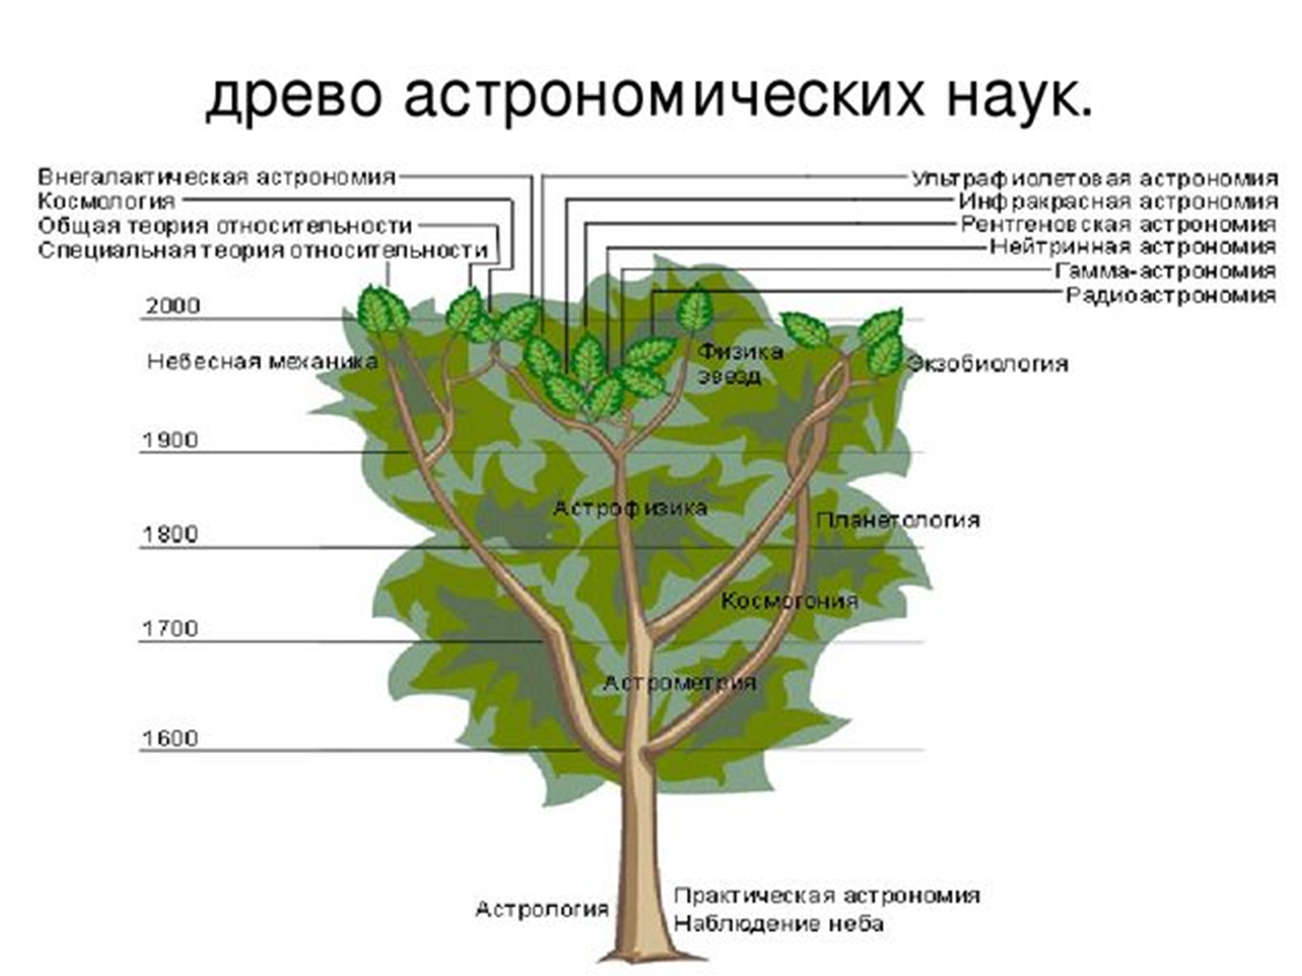 древо астрономических наук.
Внегалактическая астрономия
Космология
Общая теория относительности
Специальная теория относительности
Ультрафиолетовая астрономия
Инфракрасная астрономия
Рентгеновская астрономия
Нейтринная астрономия
Гамма-астрономия
Радиоастрономия
2000
Небесная механика
Физика
звезд
Экзобиология
1900
Астрофизика
Планетология
1800
Космогония
1700
Астрометрия
1600
Астрология
Практическая астрономия
Наблюдение неба